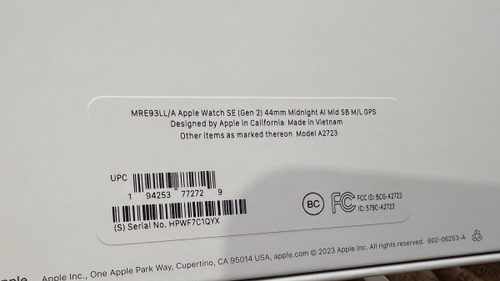 MRE93LL/A Apple Watch SE (Gen 2) 44mm Midnight Al Mid SB M/L GPS
Designed by Apple in California Made in Vietnam
Other items as marked thereon Model A2723
UPC
1 94253 77272 9
(S) Serial No. HPWF7C1QYX
BC
FC
FCC ID: BCG-A2723
IC: 579C-A2723
Apple Inc., One Apple Park Way, Cupertino, CA 95014 USA, apple.com © 2023 Apple Inc. All rights reserved. 602-06253-A